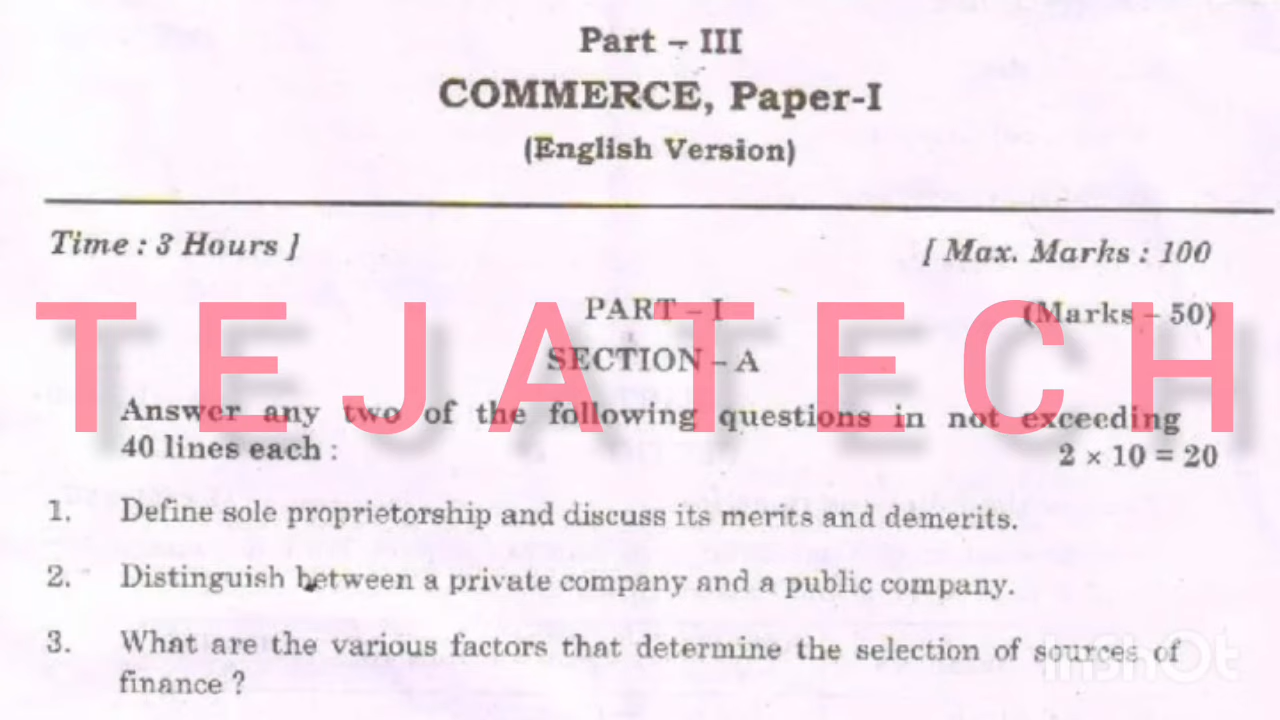 Part – III
COMMERCE, Paper-I
(English Version)
Time : 3 Hours ] [ Max. Marks : 100
PART – I (Marks – 50)
SECTION – A
TEJATECH
Answer any two of the following questions in not exceeding
40 lines each : 2 × 10 = 20
1. Define sole proprietorship and discuss its merits and demerits.
2. Distinguish between a private company and a public company.
3. What are the various factors that determine the selection of sources of
finance ?
InShOt